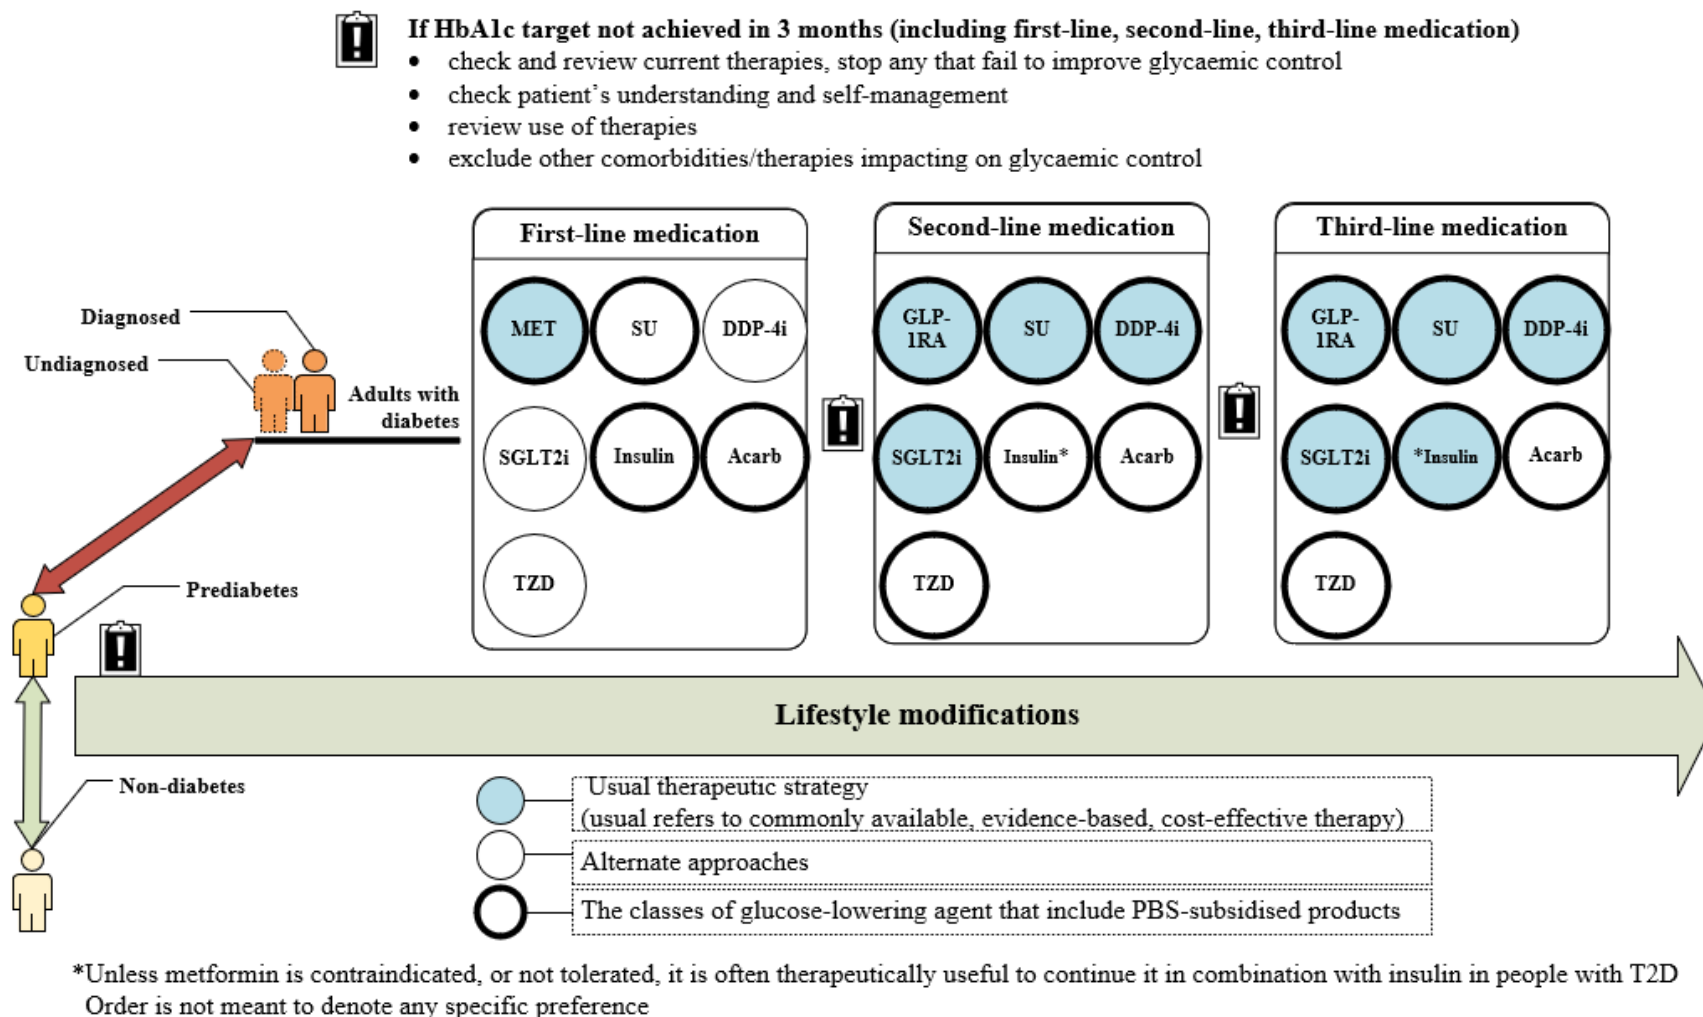 If HbA1c target not achieved in 3 months (including first-line, second-line, third-line medication)
• check and review current therapies, stop any that fail to improve glycaemic control
• check patient's understanding and self-management
• review use of therapies
• exclude other comorbidities/therapies impacting on glycaemic control
First-line medication
MET
SU
DDP-4i
SGLT2i
Insulin
Acarb
TZD
Second-line medication
GLP-
1RA
SU
DDP-4i
SGLT2i
Insulin*
Acarb
TZD
Third-line medication
GLP-
1RA
SU
DDP-4i
SGLT2i
*Insulin
Acarb
TZD
Diagnosed
Undiagnosed
Adults with
diabetes
Prediabetes
Lifestyle modifications
Non-diabetes
Usual therapeutic strategy
(usual refers to commonly available, evidence-based, cost-effective therapy)
Alternate approaches
The classes of glucose-lowering agent that include PBS-subsidised products
*Unless metformin is contraindicated, or not tolerated, it is often therapeutically useful to continue it in combination with insulin in people with T2D
Order is not meant to denote any specific preference